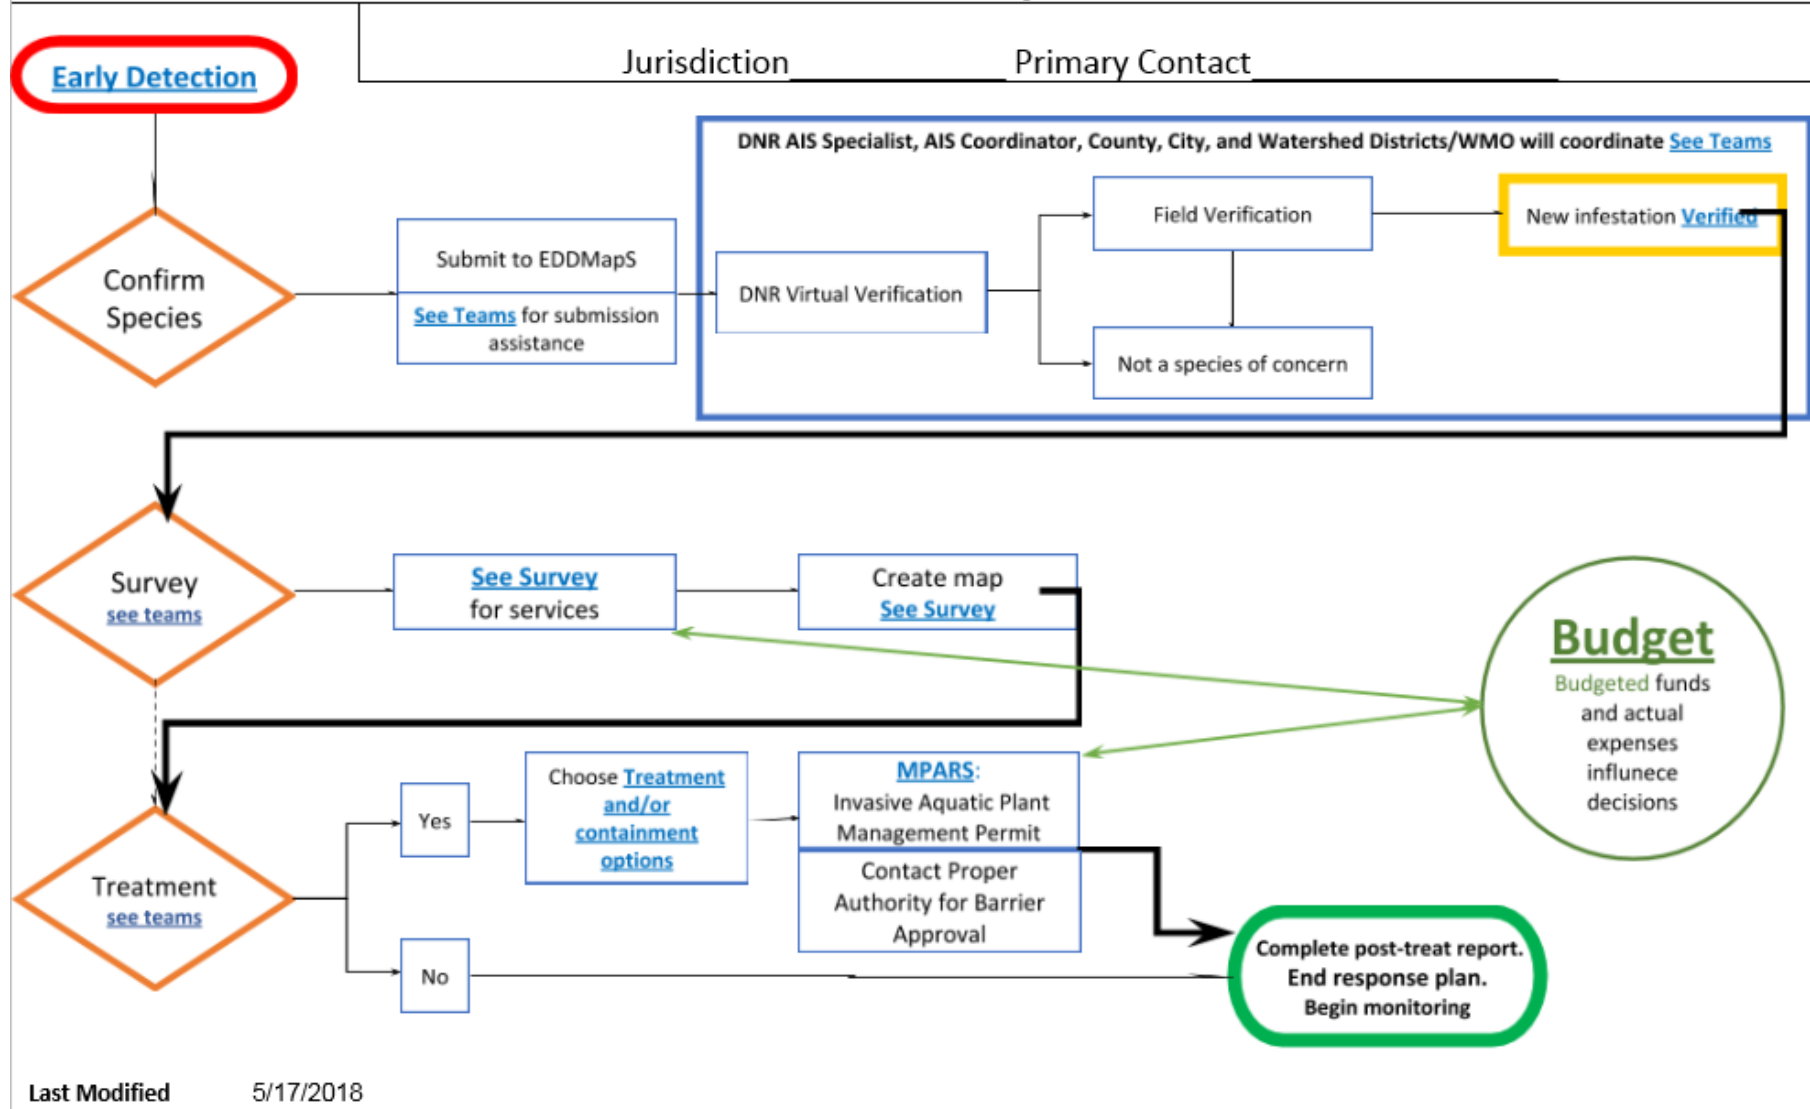 Early Detection
Jurisdiction____________ Primary Contact_________________
DNR AIS Specialist, AIS Coordinator, County, City, and Watershed Districts/WMO will coordinate See Teams
Confirm
Species
Submit to EDDMapS
See Teams for submission
assistance
DNR Virtual Verification
Field Verification
Not a species of concern
New infestation Verified
Survey
see teams
See Survey
for services
Create map
See Survey
Budget
Budgeted funds
and actual
expenses
influnece
decisions
Treatment
see teams
Yes
No
Choose Treatment
and/or
containment
options
MPARS:
Invasive Aquatic Plant
Management Permit
Contact Proper
Authority for Barrier
Approval
Complete post-treat report.
End response plan.
Begin monitoring
Last Modified 5/17/2018